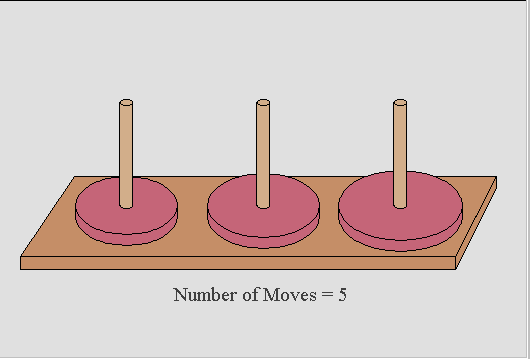 Number of Moves = 5